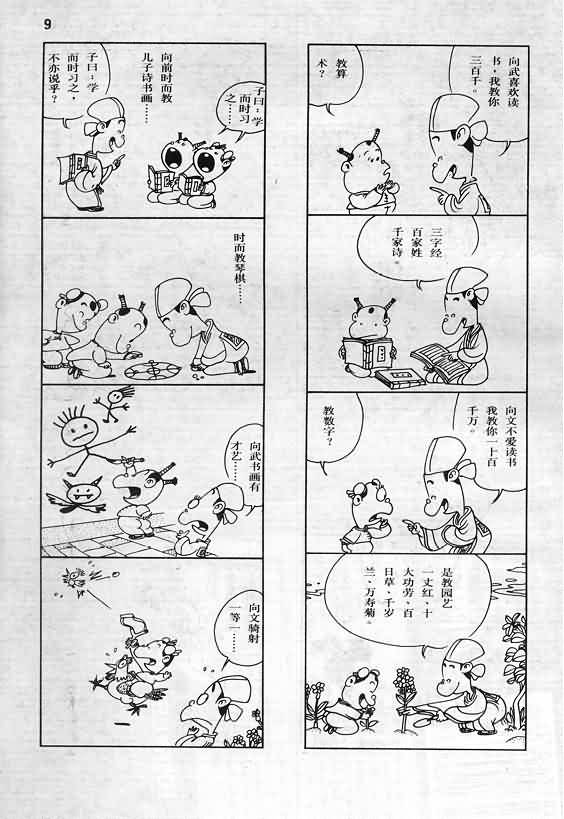 9
向武喜欢读
书，我教你
三百千。
教算
术？
三字经
百家姓
千家诗。
向文不爱读书
我教你一十百
千万。
教数字？
是教园艺
一丈红、十
大功劳、百
日草、千岁
兰、万寿菊。
子曰：学
而时习
之……
向前时而教
儿子诗书画……
子曰：学
而时习之，
不亦说乎？
时而教琴棋……
向武书画有
才艺……
向文骑射
一等一……